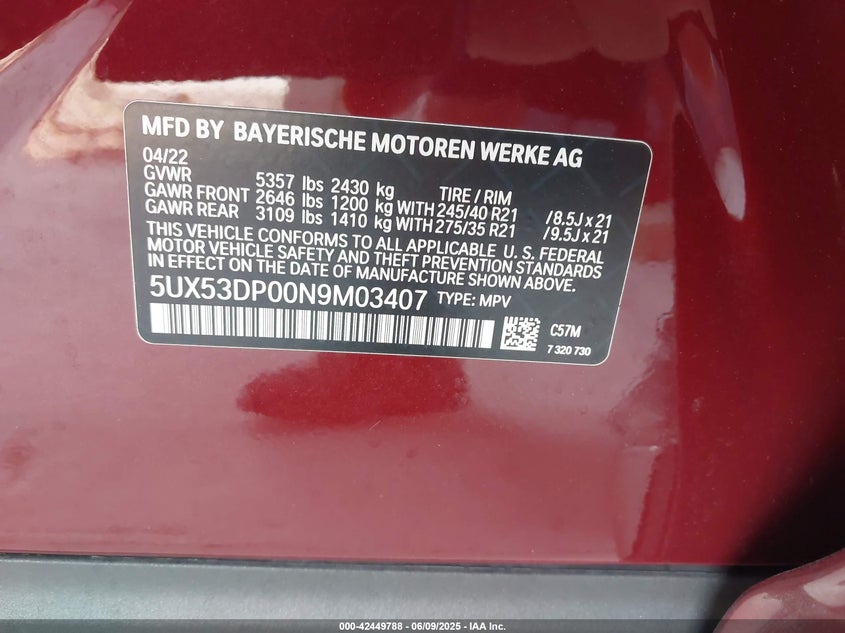 MFD BY BAYERISCHE MOTOREN WERKE AG
04/22
GVWR 5357 lbs 2430 kg TIRE / RIM
GAWR FRONT 2646 lbs 1200 kg WITH 245/40 R21 /8.5J x 21
GAWR REAR 3109 lbs 1410 kg WITH 275/35 R21 /9.5J x 21
THIS VEHICLE CONFORMS TO ALL APPLICABLE U. S. FEDERAL
MOTOR VEHICLE SAFETY AND THEFT PREVENTION STANDARDS
IN EFFECT ON THE DATE OF MANUFACTURE SHOWN ABOVE.
5UX53DP00N9M03407 TYPE: MPV
C57M
7 320 730
000-42449788 - 06/09/2025 - IAA Inc.